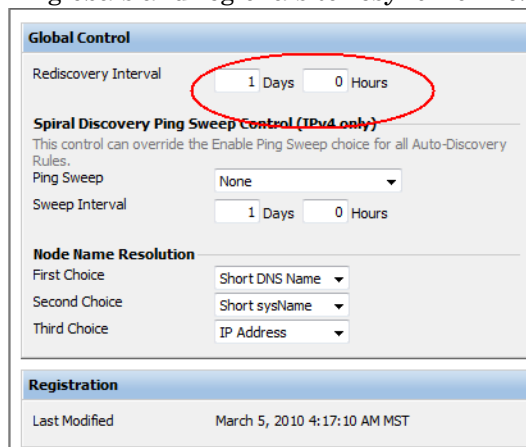 Global Control
Rediscovery Interval 1 Days 0 Hours
Spiral Discovery Ping Sweep Control (IPv4 only)
This control can override the Enable Ping Sweep choice for all Auto-Discovery
Rules.
Ping Sweep None
Sweep Interval 1 Days 0 Hours
Node Name Resolution
First Choice Short DNS Name
Second Choice Short sysName
Third Choice IP Address
Registration
Last Modified March 5, 2010 4:17:10 AM MST